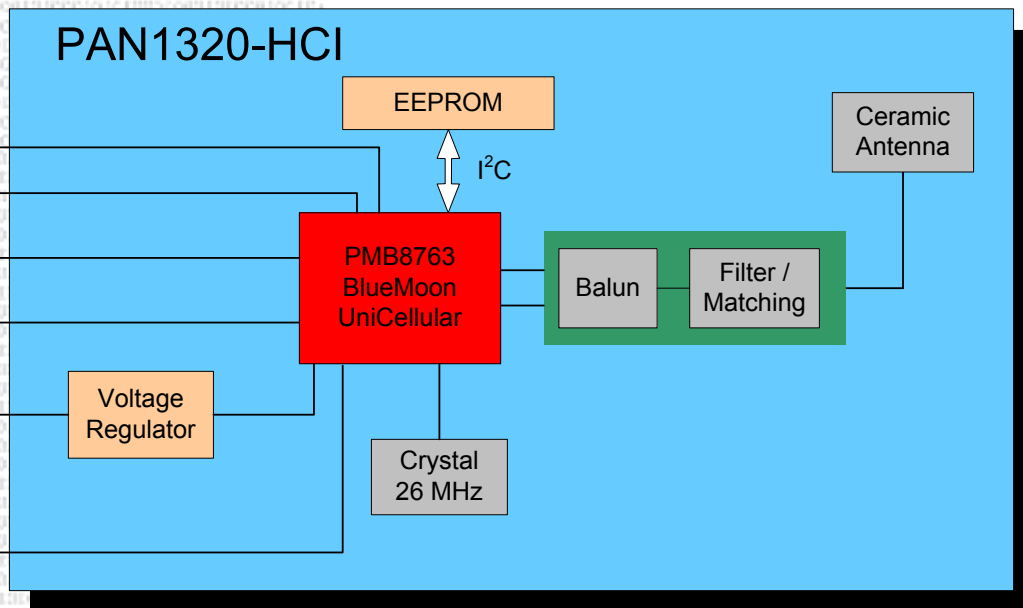 PAN1320-HCI
EEPROM
I²C
Ceramic
Antenna
PMB8763
BlueMoon
UniCellular
Balun
Filter /
Matching
Voltage
Regulator
Crystal
26 MHz